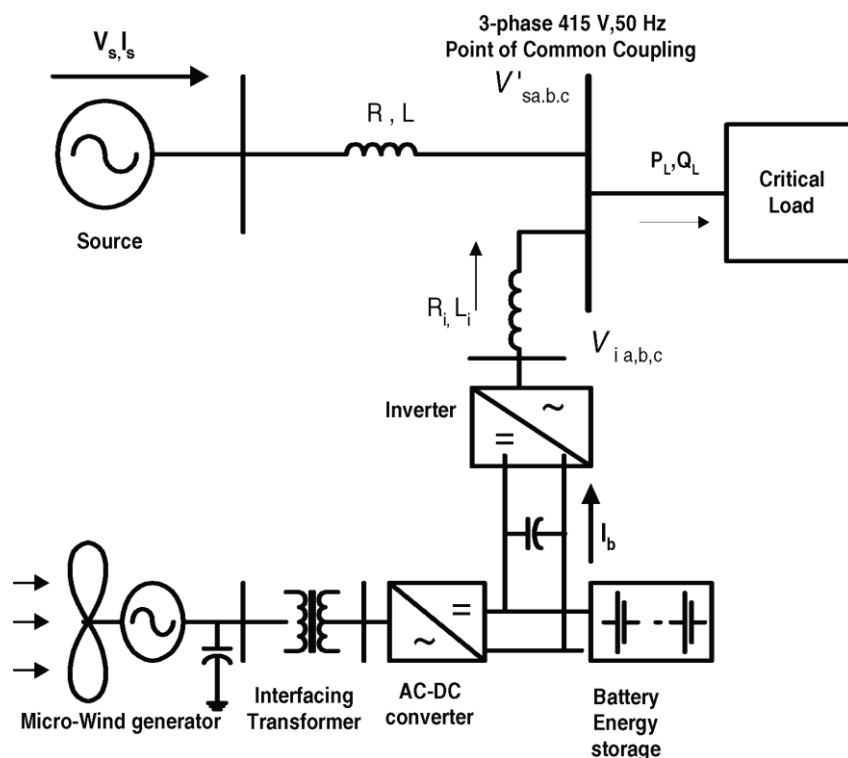 3-phase 415 V,50 Hz
Point of Common Coupling
Vs,Is
V'sa.b.c
R , L
PL,QL
Critical
Load
Source
Ri, Li
Vi a,b,c
Inverter
~
=
Ib
=
~
Micro-Wind generator
Interfacing
Transformer
AC-DC
converter
Battery
Energy
storage